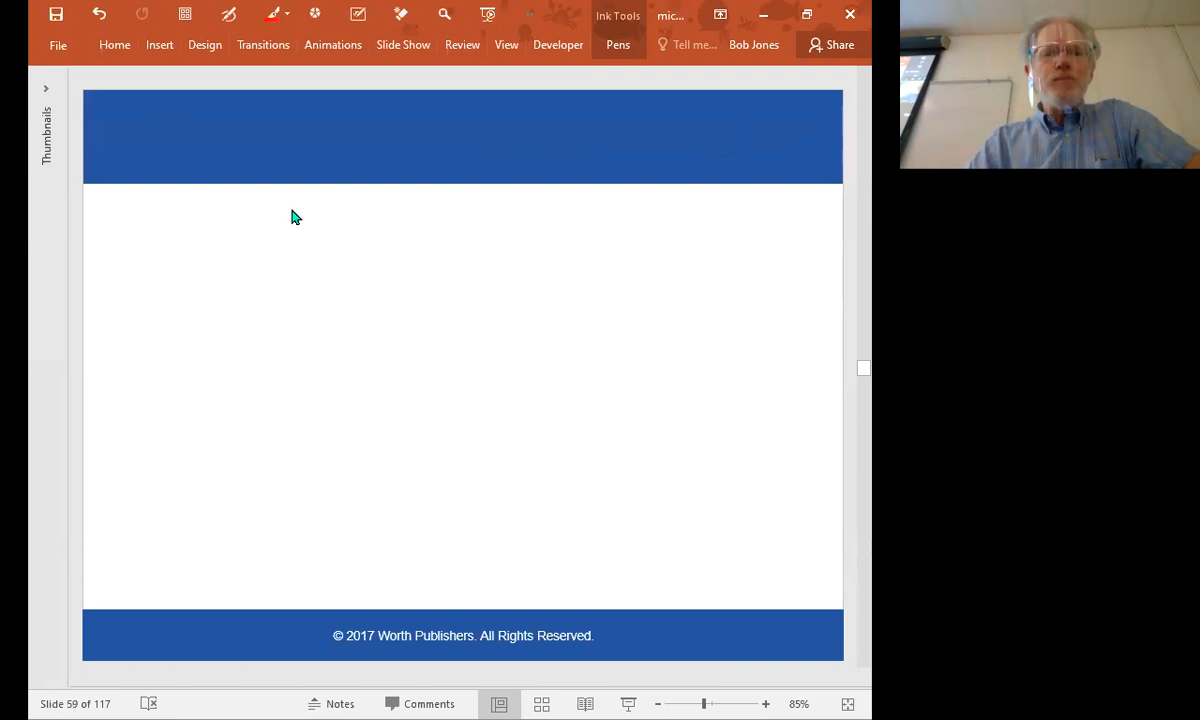 Ink Tools
mic...
File
Home
Insert
Design
Transitions
Animations
Slide Show
Review
View
Developer
Pens
Tell me...
Bob Jones
Share
Thumbnails
© 2017 Worth Publishers. All Rights Reserved.
Slide 59 of 117
Notes
Comments
85%